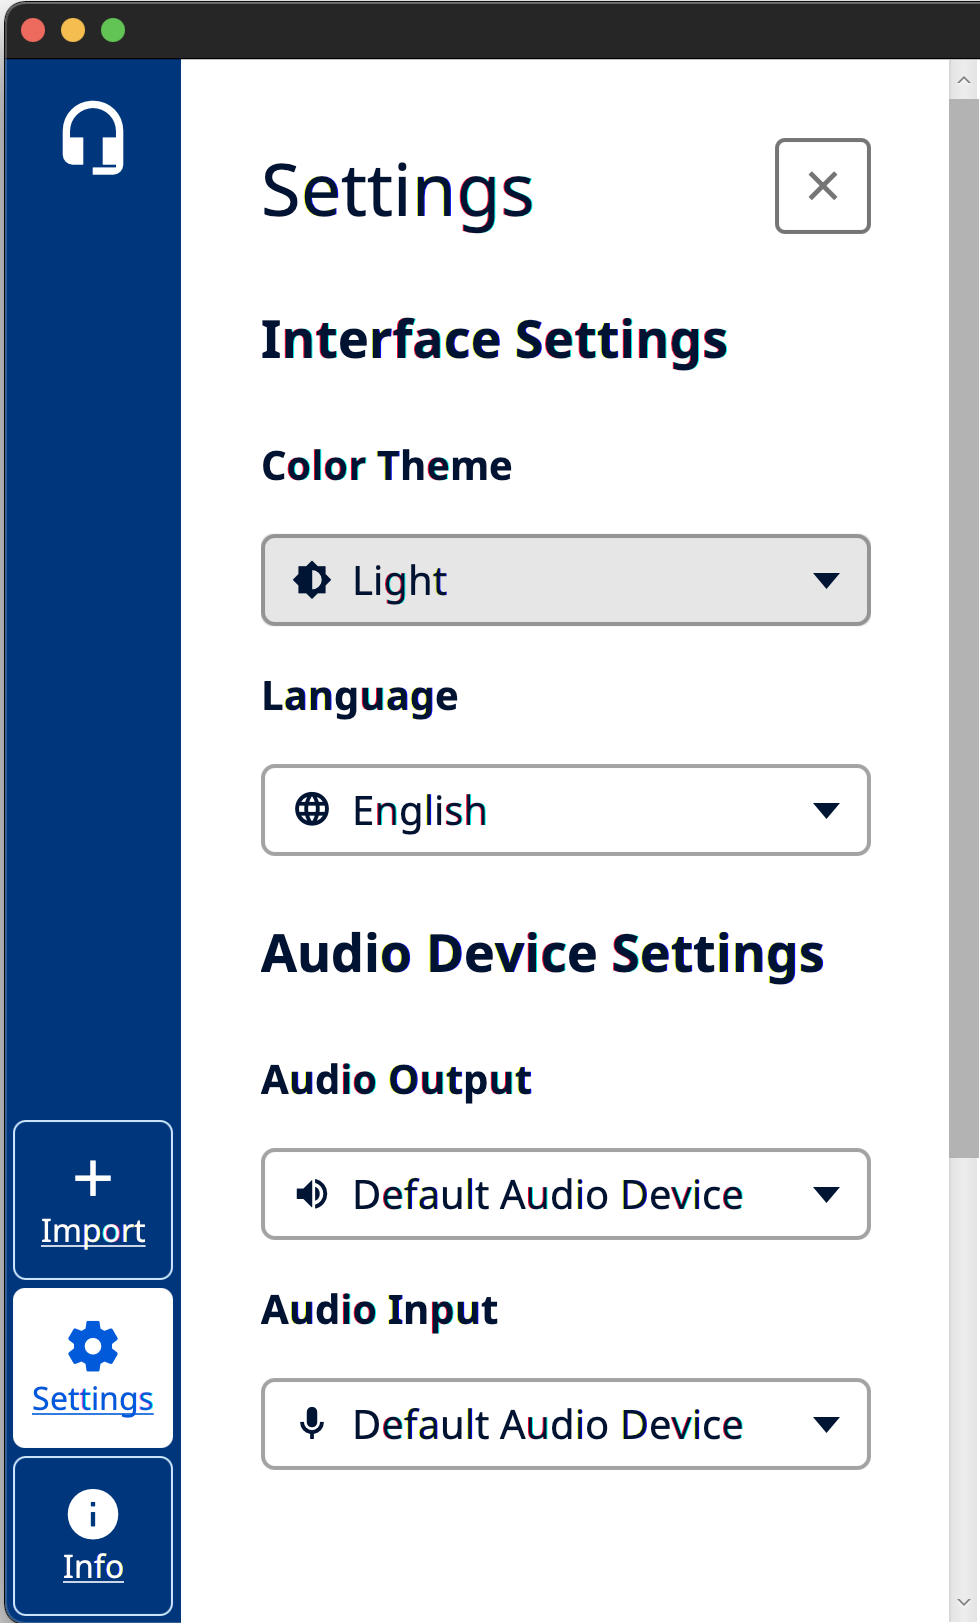 Settings
Interface Settings
Color Theme
Light
Language
English
Audio Device Settings
Audio Output
Default Audio Device
Audio Input
Default Audio Device
Import
Settings
Info